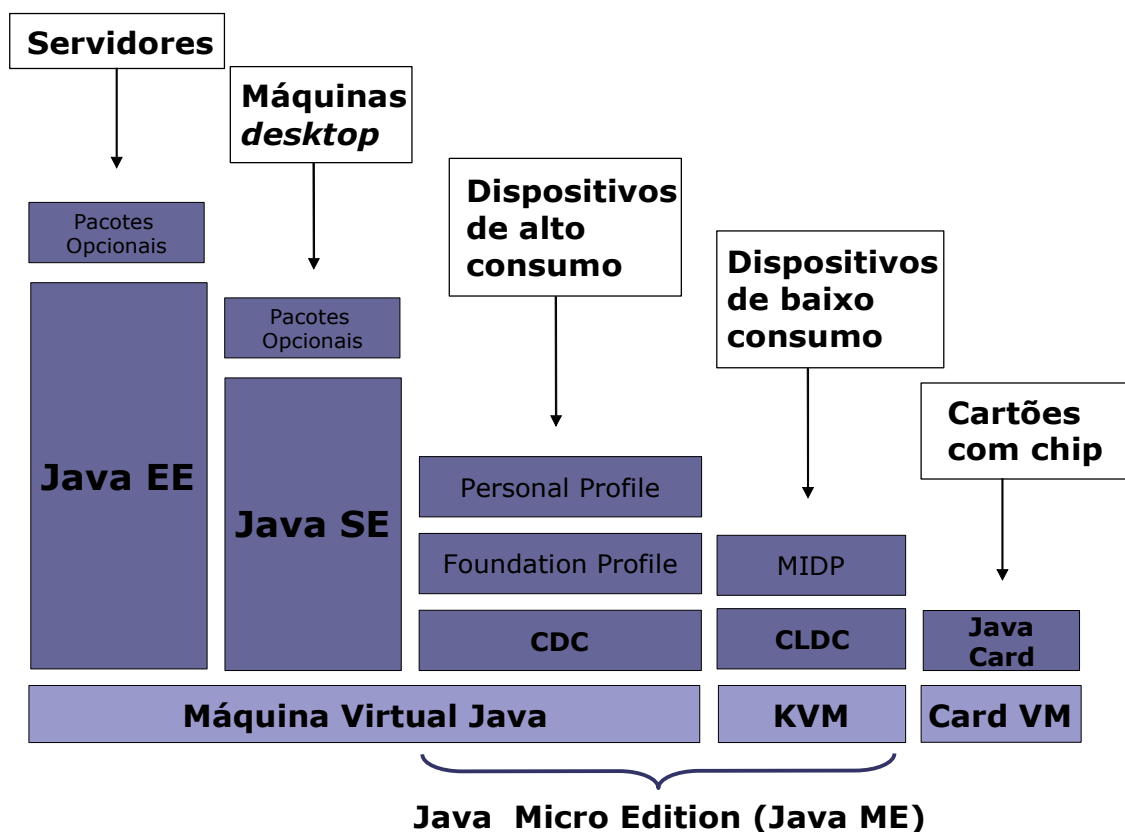 Servidores
Máquinas
desktop
Dispositivos
de alto
consumo
Dispositivos
de baixo
consumo
Cartões
com chip
Pacotes
Opcionais
Java EE
Pacotes
Opcionais
Java SE
Personal Profile
Foundation Profile
CDC
MIDP
CLDC
Java
Card
Máquina Virtual Java
KVM
Card VM
Java Micro Edition (Java ME)